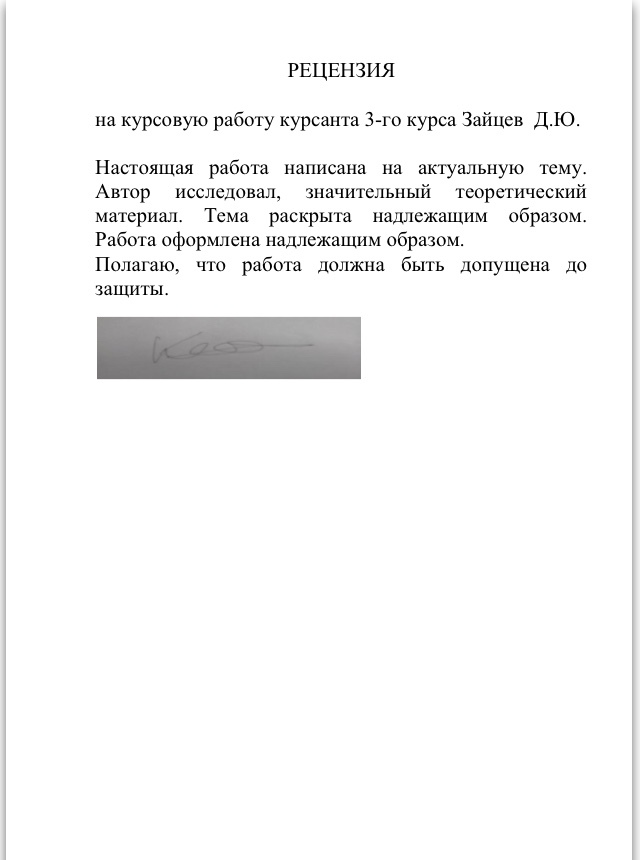 РЕЦЕНЗИЯ
на курсовую работу курсанта 3-го курса Зайцев Д.Ю.
Настоящая работа написана на актуальную тему.
Автор исследовал, значительный теоретический
материал. Тема раскрыта надлежащим образом.
Работа оформлена надлежащим образом.
Полагаю, что работа должна быть допущена до
защиты.